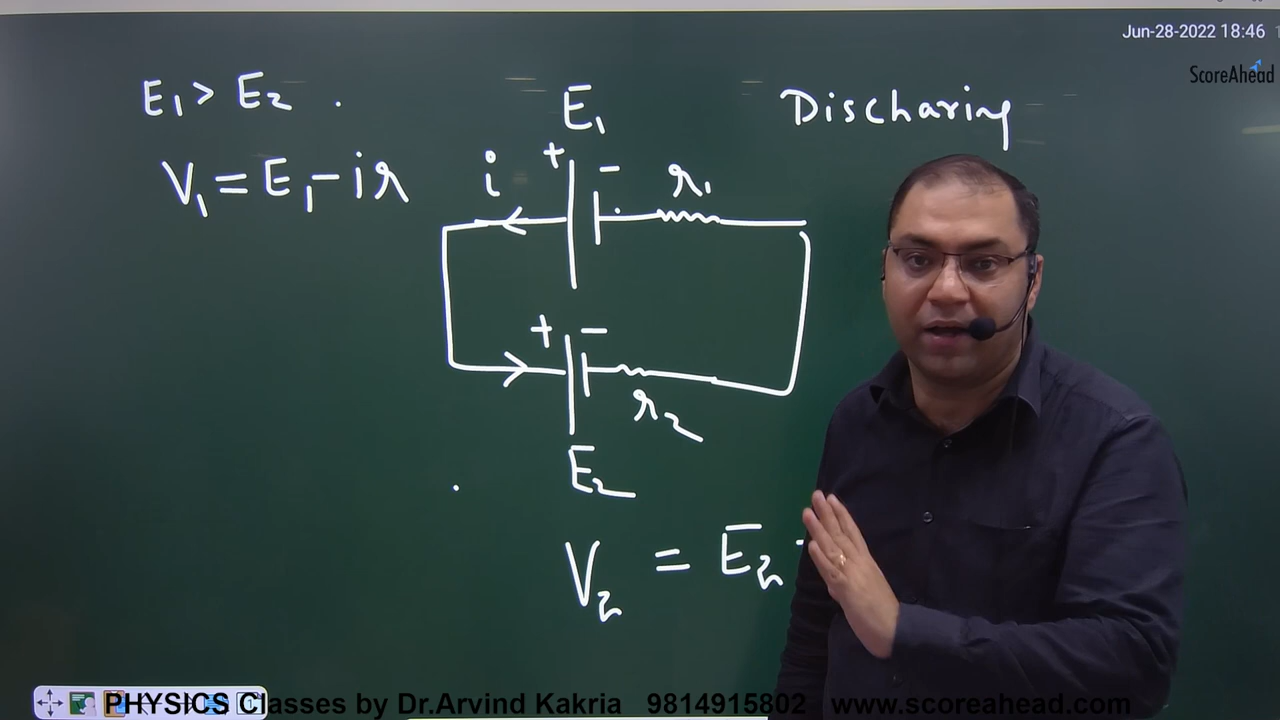 Jun-28-2022 18:46
ScoreAhead
E₁ > E₂ .
E₁
Discharing
V₁ = E₁ - ir
i
+ -
r₁
+ -
r₂
E₂
V₂ = E₂
PHYSICS Classes by Dr.Arvind Kakria 9814915802 www.scoreahead.com